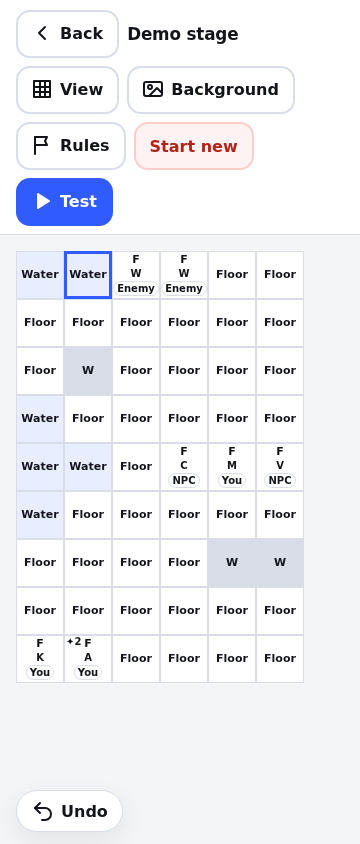 Back Demo stage
View Background
Rules Start new
Test
Water Water F W Enemy F W Enemy Floor Floor
Floor Floor Floor Floor Floor Floor
Floor W Floor Floor Floor Floor
Water Floor Floor Floor Floor Floor
Water Water Floor F C NPC F M You F V NPC
Water Floor Floor Floor Floor Floor
Floor Floor Floor Floor W W
Floor Floor Floor Floor Floor Floor
F K You ✦2 F A You Floor Floor Floor Floor
Undo